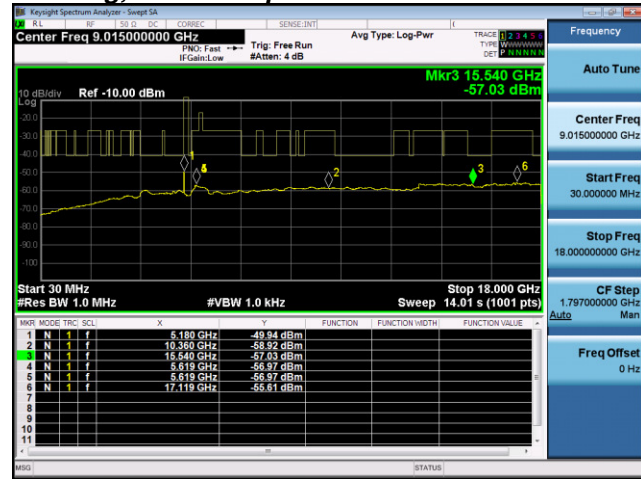 Keysight Spectrum Analyzer - Swept SA
RL RF 50 Ω DC CORREC SENSE:INT
Center Freq 9.015000000 GHz
PNO: Fast
IFGain:Low
Trig: Free Run
#Atten: 4 dB
Avg Type: Log-Pwr
TRACE 1 2 3 4 5 6
TYPE WWWWWW
DET P NNNNN
Mkr3 15.540 GHz
-57.03 dBm
10 dB/div Ref -10.00 dBm
Log
-20.0
-30.0
-40.0
-50.0
-60.0
-70.0
-80.0
-90.0
-100
1
2
3
6
Start 30 MHz Stop 18.000 GHz
#Res BW 1.0 MHz #VBW 1.0 kHz Sweep 14.01 s (1001 pts)
MKR MODE TRC SCL X Y FUNCTION FUNCTION WIDTH FUNCTION VALUE
1 N 1 f 5.180 GHz -49.94 dBm
2 N 1 f 10.360 GHz -58.92 dBm
3 N 1 f 15.540 GHz -57.03 dBm
4 N 1 f 5.619 GHz -56.97 dBm
5 N 1 f 5.619 GHz -56.97 dBm
6 N 1 f 17.119 GHz -55.61 dBm
7
8
9
10
11
MSG STATUS
Frequency
Auto Tune
Center Freq
9.015000000 GHz
Start Freq
30.000000 MHz
Stop Freq
18.000000000 GHz
CF Step
1.797000000 GHz
Auto Man
Freq Offset
0 Hz